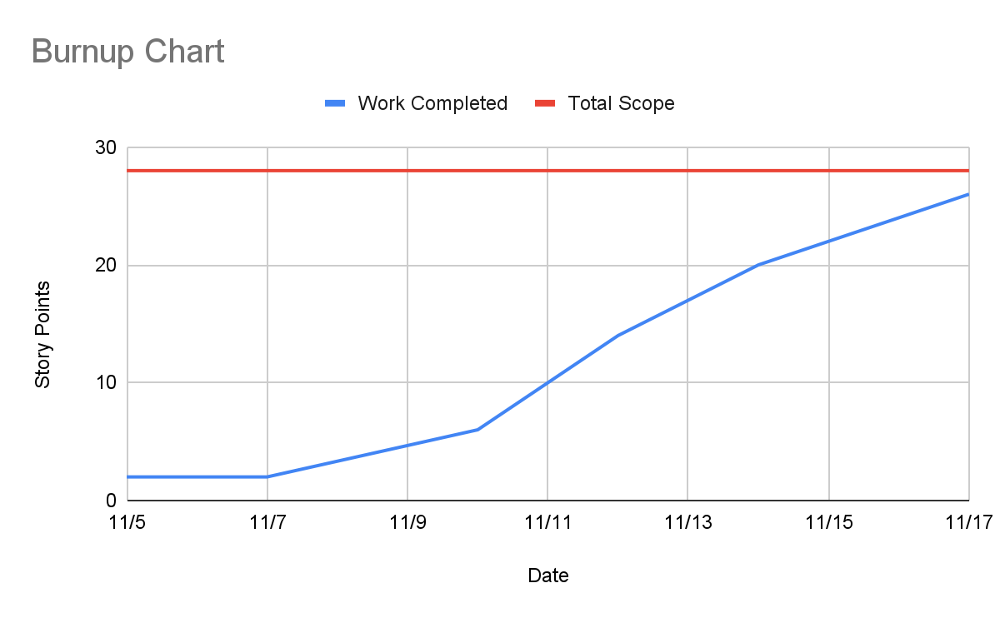 Burnup Chart
Work Completed
Total Scope
30
20
10
0
Story Points
11/5
11/7
11/9
11/11
11/13
11/15
11/17
Date